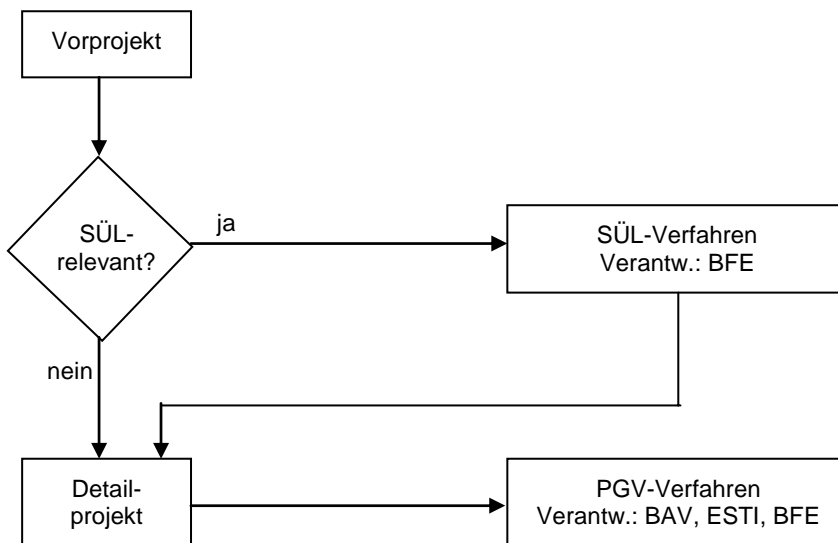 Vorprojekt
SÜL-
relevant?
ja
SÜL-Verfahren
Verantw.: BFE
nein
Detail-
projekt
PGV-Verfahren
Verantw.: BAV, ESTI, BFE